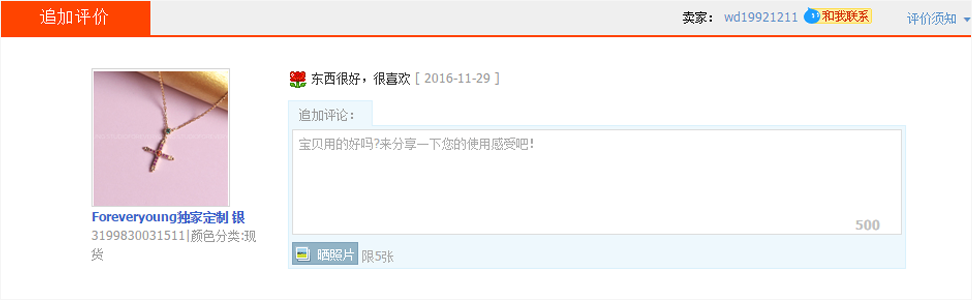 追加评价
卖家： wd19921211 和我联系 评价须知
东西很好，很喜欢 [ 2016-11-29 ]
追加评论：
宝贝用的好吗?来分享一下您的使用感受吧!
500
晒照片 限5张
Foreveryoung独家定制 银
3199830031511|颜色分类:现
货